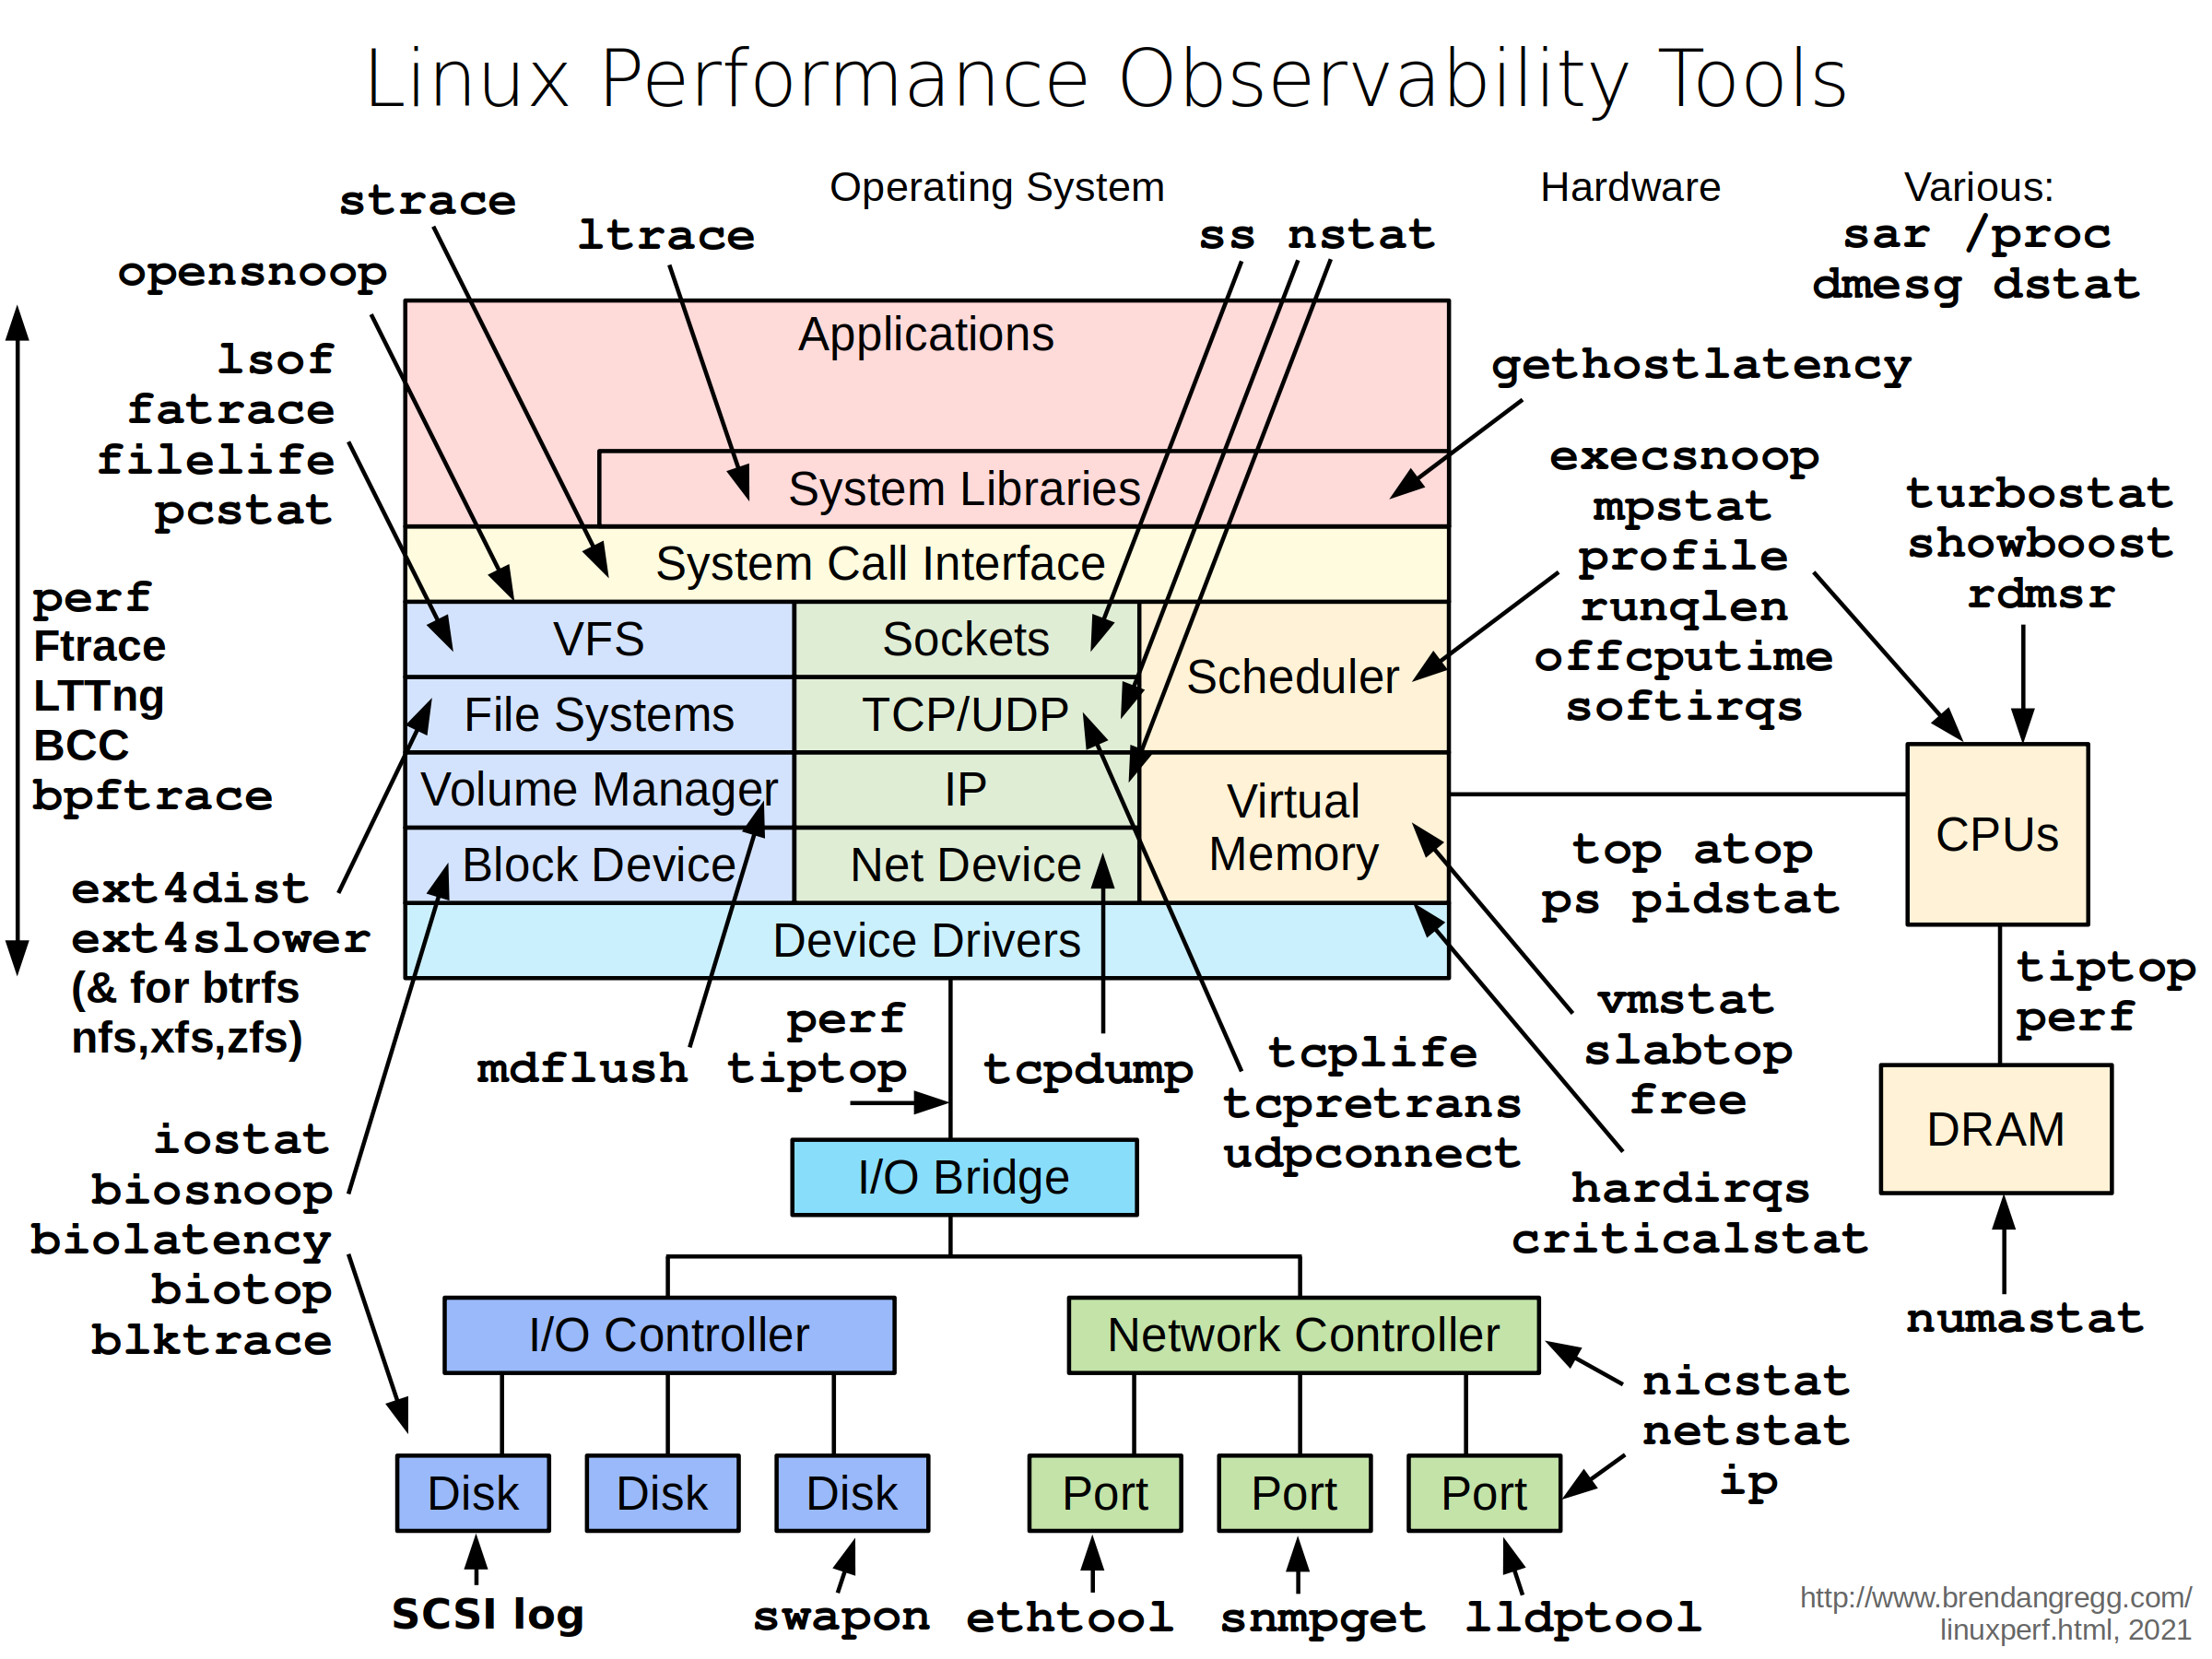 Linux Performance Observability Tools
Operating System
Hardware
Various:
sar /proc
dmesg dstat
strace
ltrace
ss nstat
opensnoop
lsof
fatrace
filelife
pcstat
gethostlatency
execsnoop
mpstat
profile
runqlen
offcputime
softirqs
turbostat
showboost
rdmsr
perf
Ftrace
LTTng
BCC
bpftrace
Applications
System Libraries
System Call Interface
VFS
Sockets
Scheduler
File Systems
TCP/UDP
Volume Manager
IP
Virtual
Memory
Block Device
Net Device
Device Drivers
CPUs
top atop
ps pidstat
ext4dist
ext4slower
(& for btrfs
nfs,xfs,zfs)
tiptop
perf
vmstat
slabtop
free
mdflush
perf
tiptop
tcpdump
tcplife
tcpretrans
udpconnect
DRAM
iostat
biosnoop
biolatency
biotop
blktrace
I/O Bridge
hardirqs
criticalstat
numastat
I/O Controller
Network Controller
nicstat
netstat
ip
Disk
Disk
Disk
Port
Port
Port
SCSI log
swapon
ethtool
snmpget
lldptool
http://www.brendangregg.com/
linuxperf.html, 2021